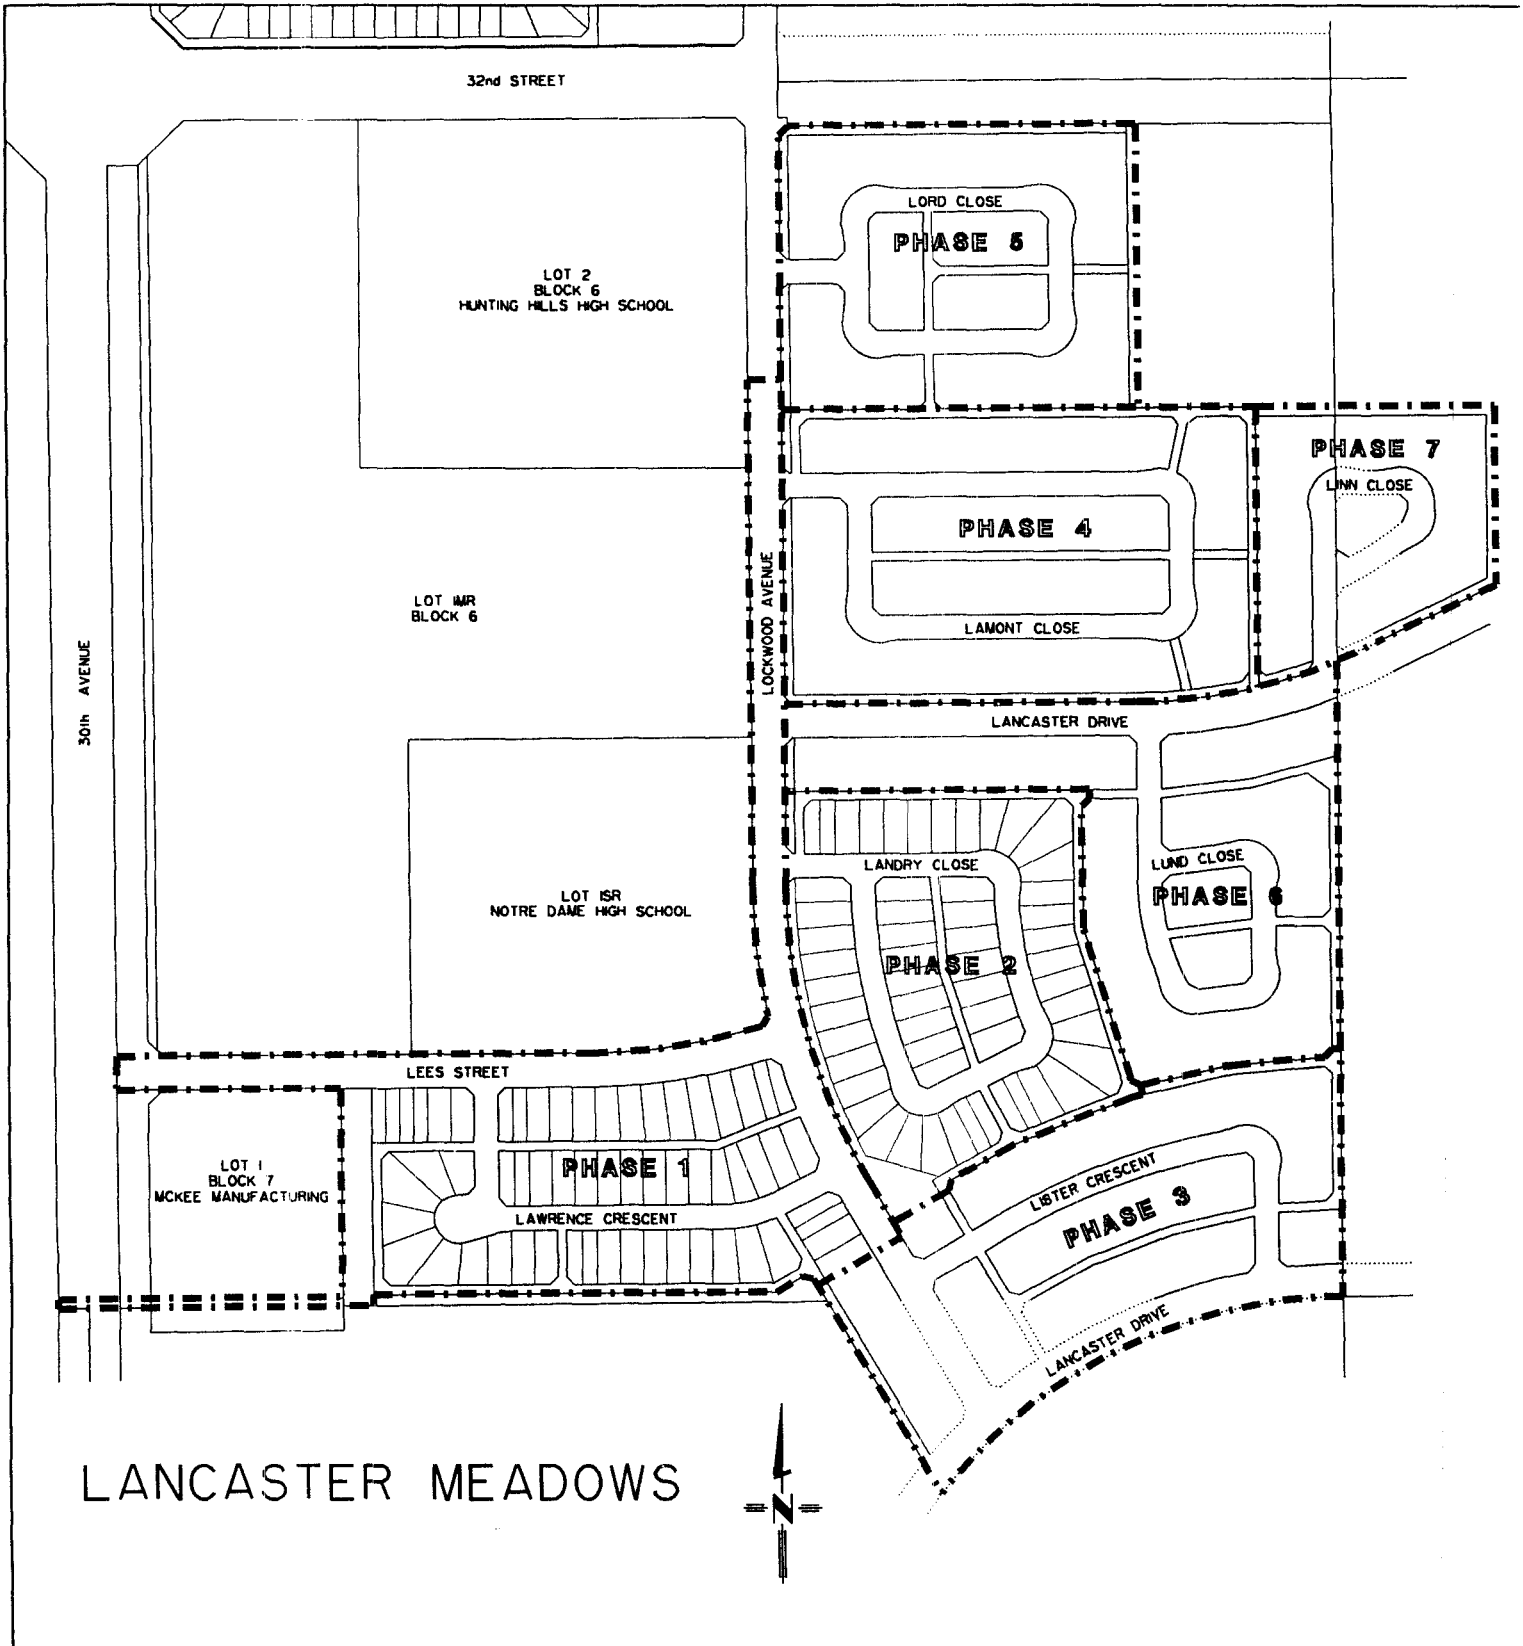 32nd STREET
LORD CLOSE
PHASE 5
LOT 2
BLOCK 6
HUNTING HILLS HIGH SCHOOL
PHASE 7
LINN CLOSE
PHASE 4
LOCKWOOD AVENUE
LOT 1MR
BLOCK 6
LAMONT CLOSE
30th AVENUE
LANCASTER DRIVE
LANDRY CLOSE
LUND CLOSE
PHASE 6
LOT 1SR
NOTRE DAME HIGH SCHOOL
PHASE 2
LEES STREET
LOT 1
BLOCK 7
MCKEE MANUFACTURING
PHASE 1
LAWRENCE CRESCENT
LISTER CRESCENT
PHASE 3
LANCASTER DRIVE
LANCASTER MEADOWS
N